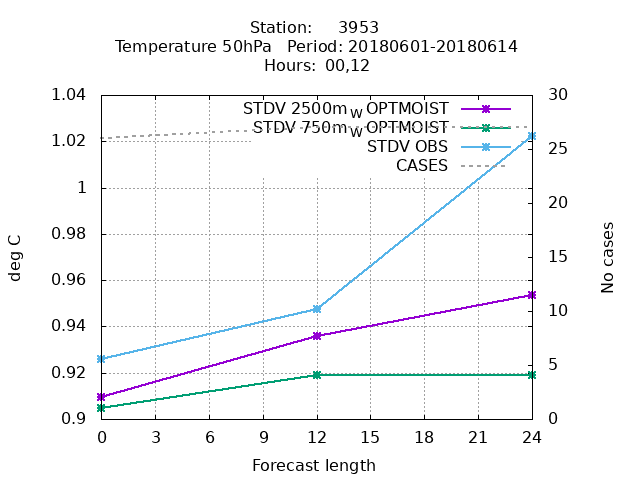 Station: 3953
Temperature 50hPa Period: 20180601-20180614
Hours: 00,12
1.04
1.02
1
0.98
0.96
0.94
0.92
0.9
deg C
STDV 2500m_W OPTMOIST
STDV 750m_W OPTMOIST
STDV OBS
CASES
30
25
20
15
10
5
0
No cases
0 3 6 9 12 15 18 21 24
Forecast length